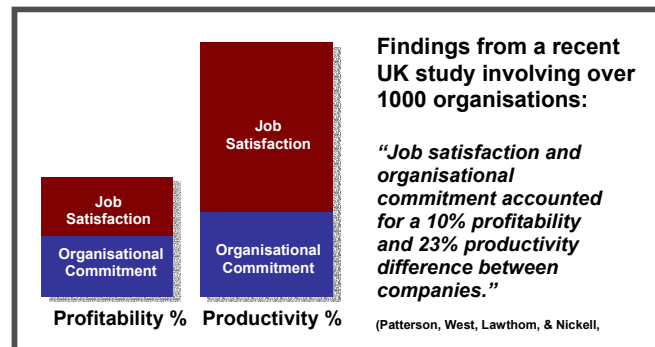 Job
Satisfaction
Organisational
Commitment
Profitability %
Job
Satisfaction
Organisational
Commitment
Productivity %
Findings from a recent
UK study involving over
1000 organisations:
“Job satisfaction and
organisational
commitment accounted
for a 10% profitability
and 23% productivity
difference between
companies.”
(Patterson, West, Lawthom, & Nickell,